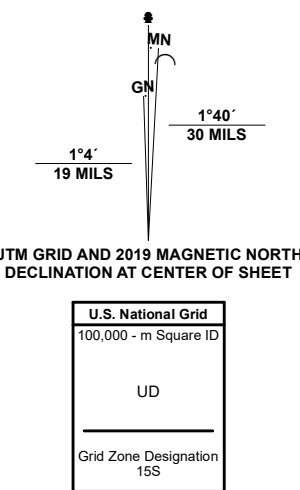 MN
GN
1°40´
30 MILS
1°4´
19 MILS
UTM GRID AND 2019 MAGNETIC NORTH
DECLINATION AT CENTER OF SHEET
U.S. National Grid
100,000 - m Square ID
UD
Grid Zone Designation
15S